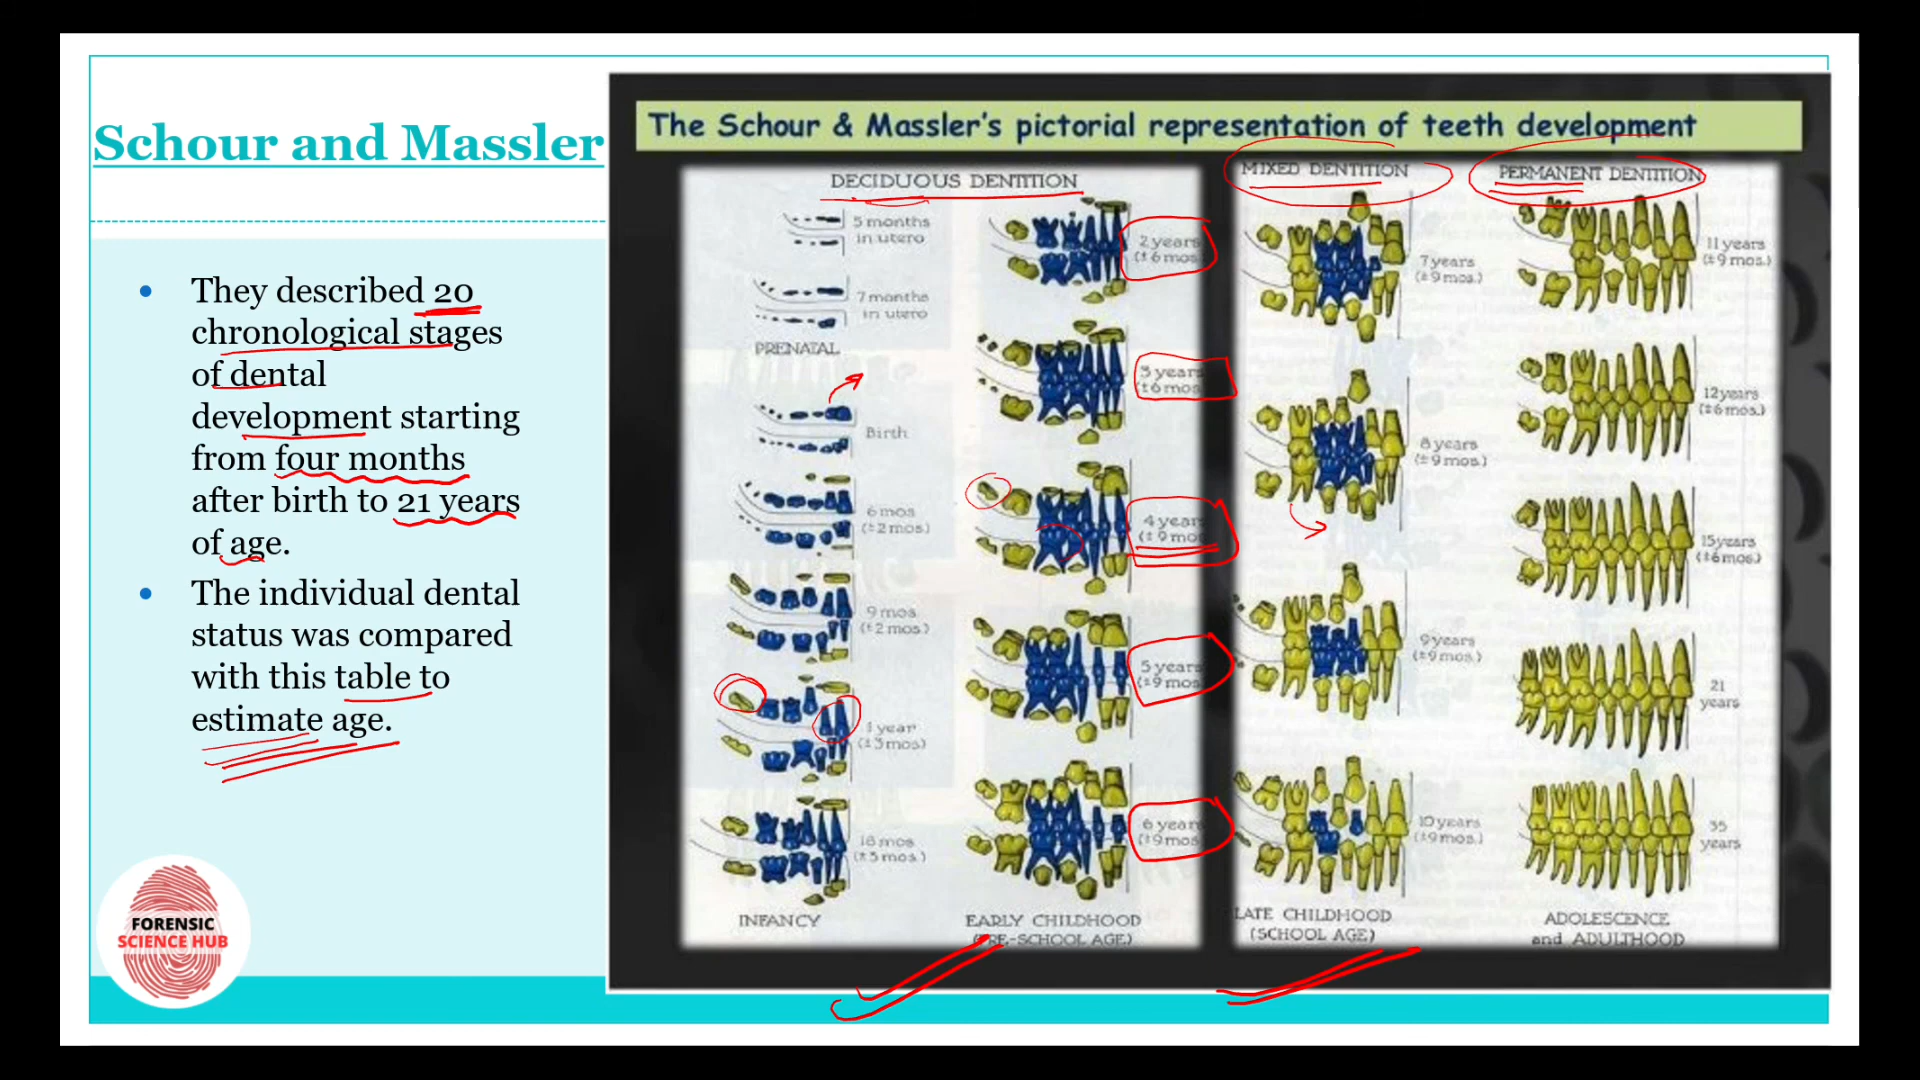 Schour and Massler
They described 20
chronological stages
of dental
development starting
from four months
after birth to 21 years
of age.
The individual dental
status was compared
with this table to
estimate age.
FORENSIC
SCIENCE HUB
The Schour & Massler's pictorial representation of teeth development
DECIDUOUS DENTITION
5 months
in utero
7 months
in utero
PRENATAL
Birth
6 mos
(±2 mos.)
9 mos
(±2 mos.)
1 year
(±3 mos)
18 mos
(±3 mos.)
INFANCY
2 years
(±6 mos.
3 years
(±6 mos.
4 years
(±9 mos
5 years
(±9 mos
6 years
(±9 mos.
EARLY CHILDHOOD
(PRE-SCHOOL AGE)
MIXED DENTITION
7 years
(±9 mos.)
8 years
(±9 mos.)
9 years
(±9 mos.)
10 years
(±9 mos.)
LATE CHILDHOOD
(SCHOOL AGE)
PERMANENT DENTITION
11 years
(±9 mos.)
12 years
(±6 mos.)
15 years
(±6 mos.)
21
years
35
years
ADOLESCENCE
and ADULTHOOD